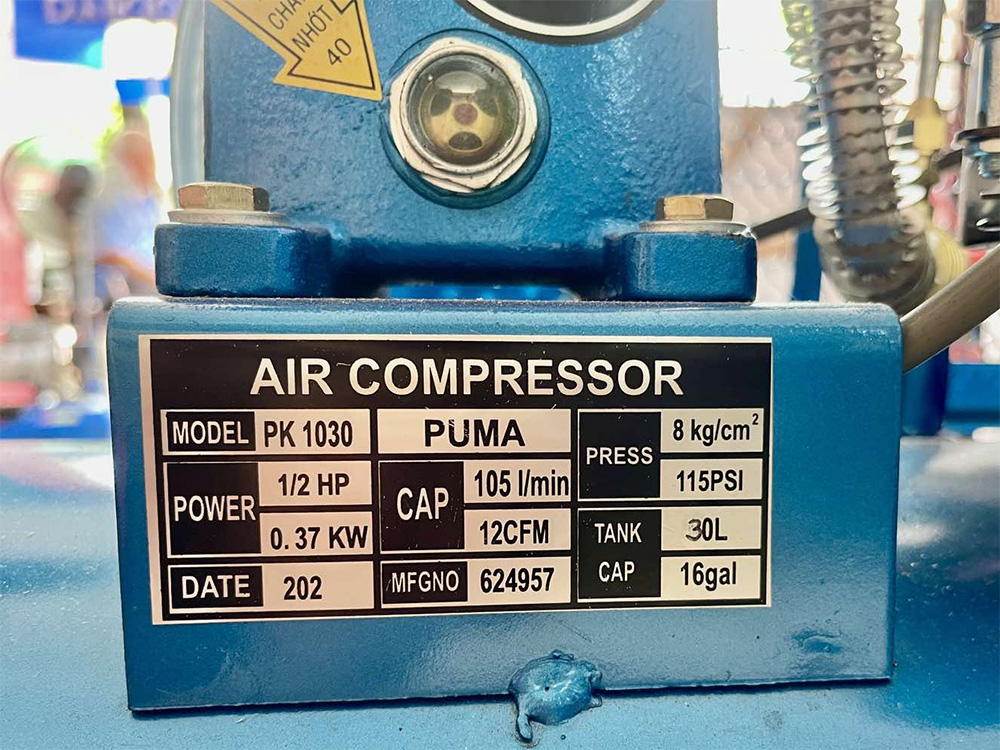 CHÂM
NHỚT
40
AIR COMPRESSOR
MODEL PK 1030 PUMA PRESS 8 kg/cm²
115PSI
POWER 1/2 HP CAP 105 l/min
0.37 KW 12CFM
TANK CAP 30L
16gal
DATE 202 MFGNO 624957